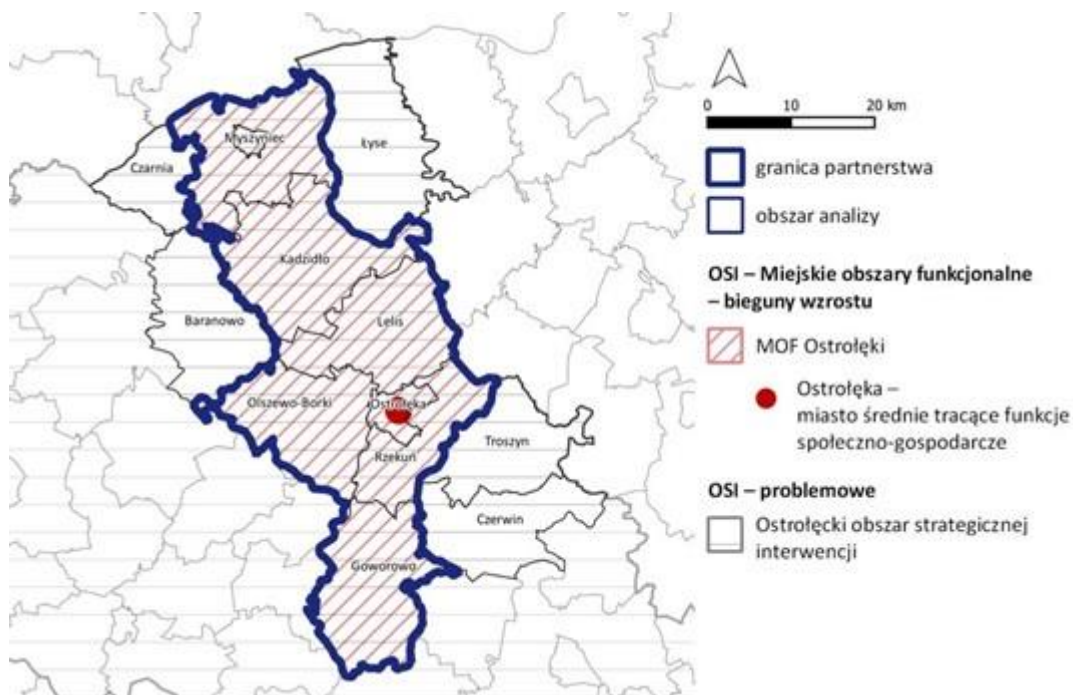 Myszyniec
Łyse
Czarnia
Kadzidło
Baranowo
Lelis
Olszewo-Borki
Ostrołęka
Troszyn
Rzekuń
Czerwin
Goworowo
0 10 20 km
granica partnerstwa
obszar analizy
OSI – Miejskie obszary funkcjonalne
– bieguny wzrostu
MOF Ostrołęki
Ostrołęka –
miasto średnie tracące funkcje
społeczno-gospodarcze
OSI – problemowe
Ostrołęcki obszar strategicznej
interwencji